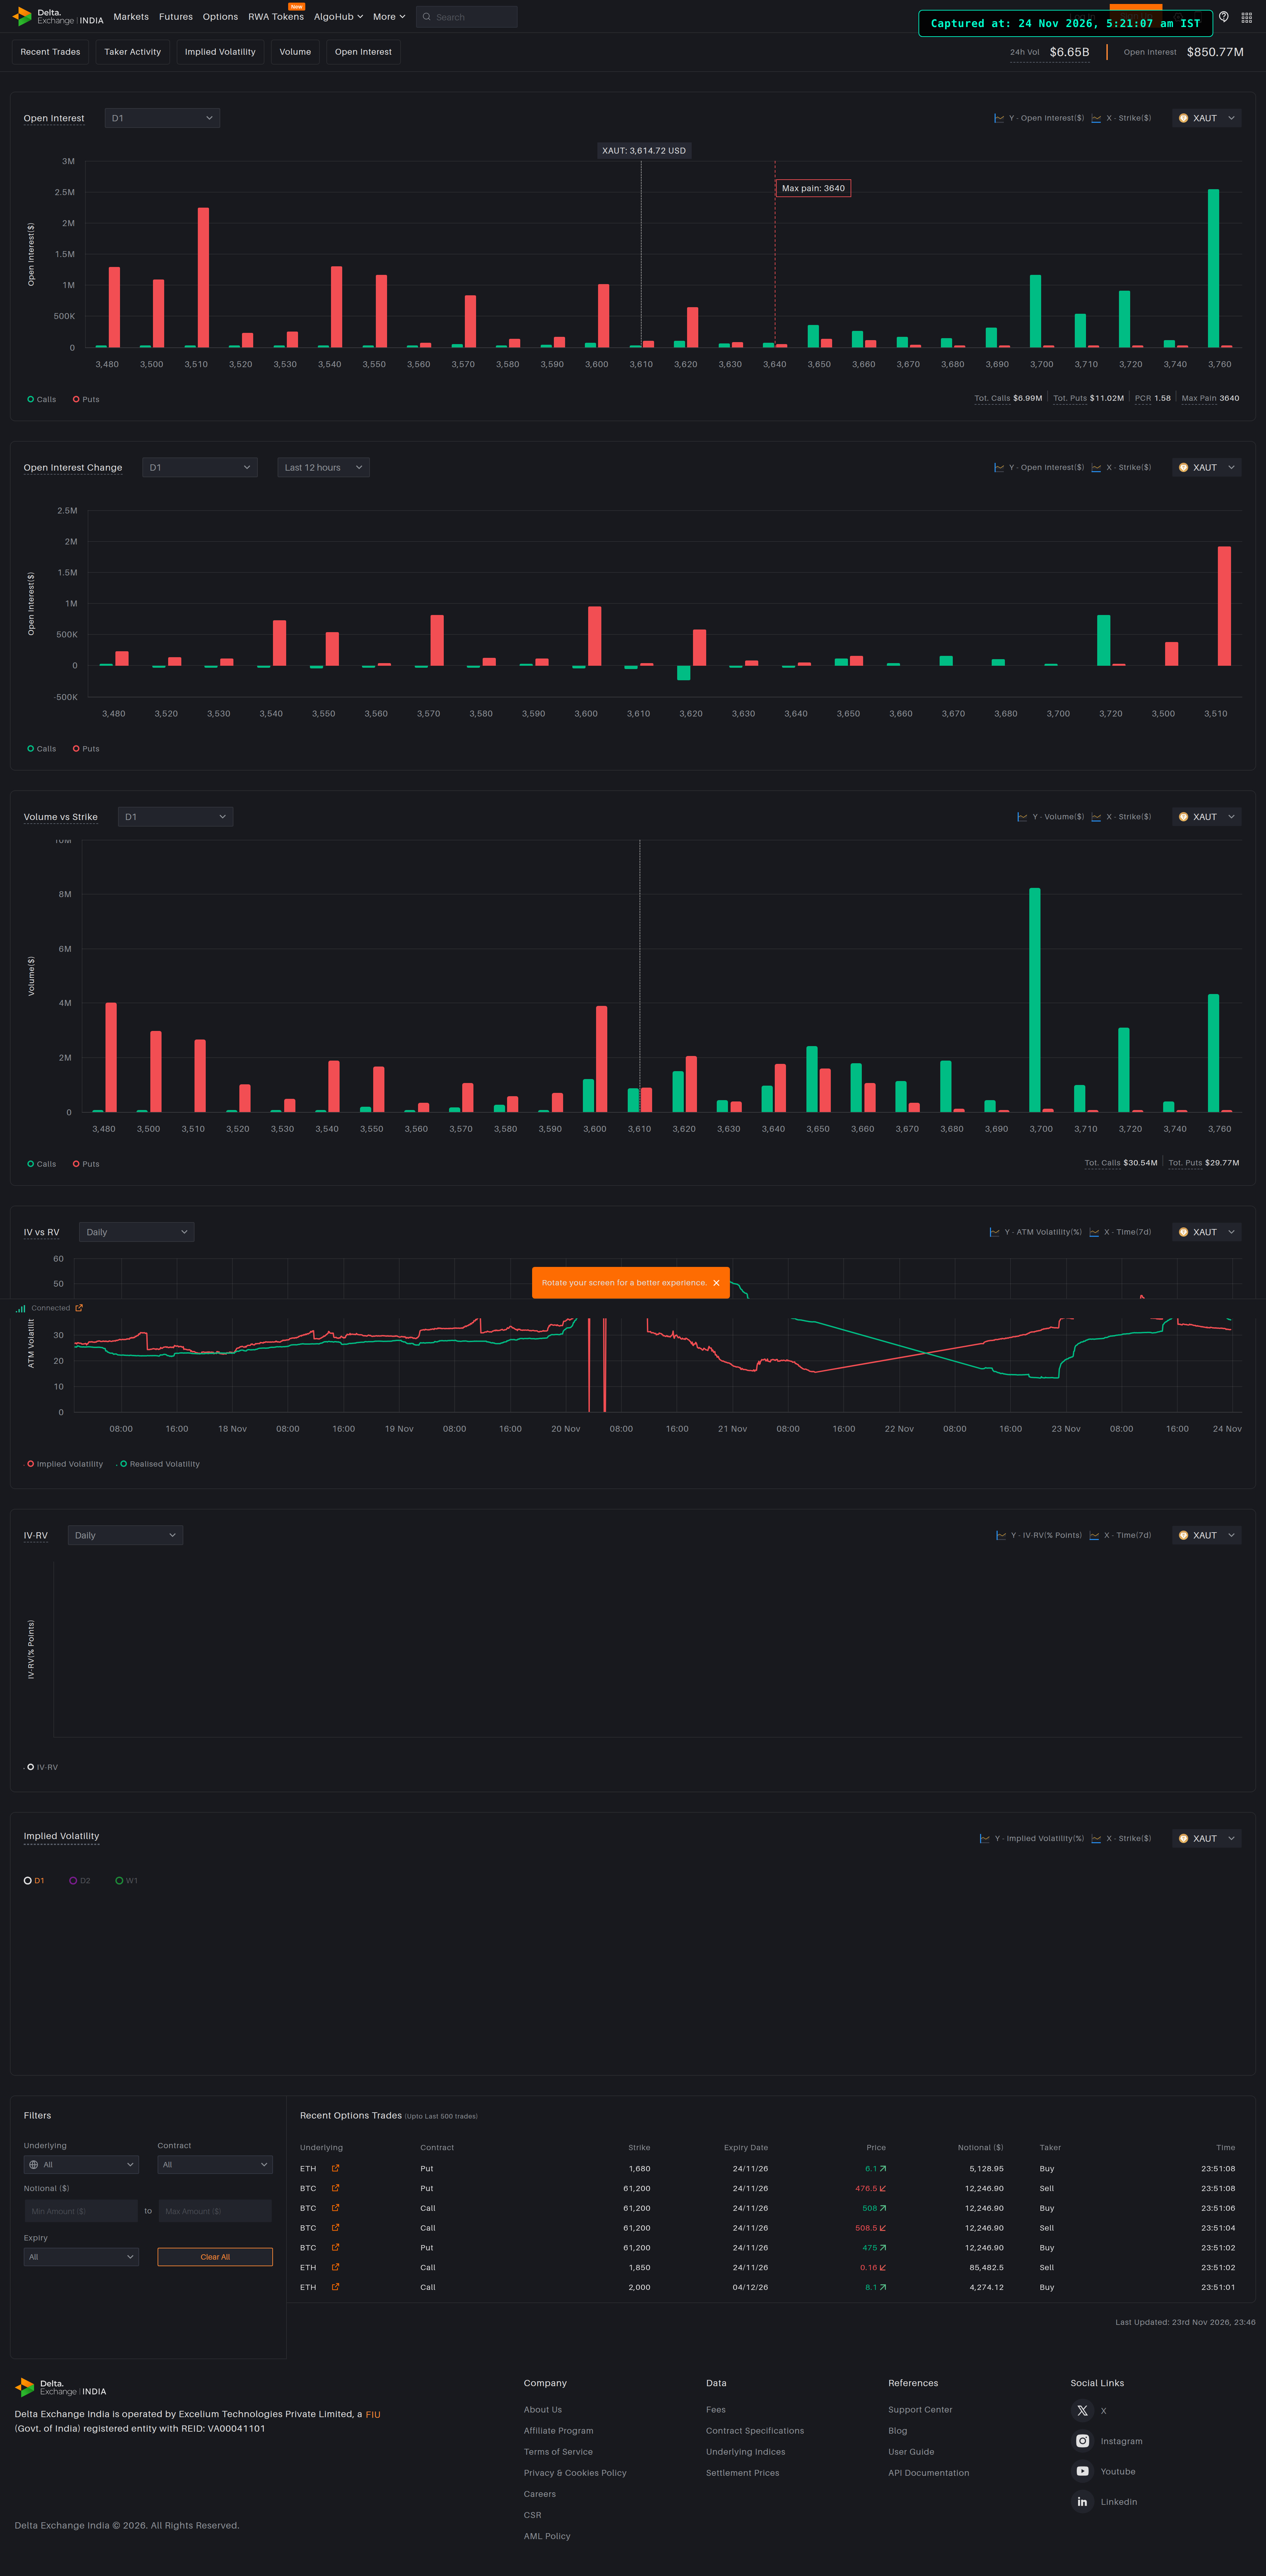 Delta. Exchange | INDIA Markets Futures Options RWA Tokens New AlgoHub More Search
Captured at: 24 Nov 2026, 5:21:07 am IST
Recent Trades Taker Activity Implied Volatility Volume Open Interest 24h Vol $6.65B Open Interest $850.77M
Open Interest D1 Y - Open Interest($) X - Strike($) XAUT
XAUT: 3,614.72 USD
Max pain: 3640
Open Interest($)
3M
2.5M
2M
1.5M
1M
500K
0
3,480 3,500 3,510 3,520 3,530 3,540 3,550 3,560 3,570 3,580 3,590 3,600 3,610 3,620 3,630 3,640 3,650 3,660 3,670 3,680 3,690 3,700 3,710 3,720 3,740 3,760
Calls Puts Tot. Calls $6.99M Tot. Puts $11.02M PCR 1.58 Max Pain 3640
Open Interest Change D1 Last 12 hours Y - Open Interest($) X - Strike($) XAUT
Open Interest($)
2.5M
2M
1.5M
1M
500K
0
-500K
3,480 3,520 3,530 3,540 3,550 3,560 3,570 3,580 3,590 3,600 3,610 3,620 3,630 3,640 3,650 3,660 3,670 3,680 3,700 3,720 3,500 3,510
Calls Puts
Volume vs Strike D1 Y - Volume($) X - Strike($) XAUT
Volume($)
10M
8M
6M
4M
2M
0
3,480 3,500 3,510 3,520 3,530 3,540 3,550 3,560 3,570 3,580 3,590 3,600 3,610 3,620 3,630 3,640 3,650 3,660 3,670 3,680 3,690 3,700 3,710 3,720 3,740 3,760
Calls Puts Tot. Calls $30.54M Tot. Puts $29.77M
IV vs RV Daily Y - ATM Volatility(%) X - Time(7d) XAUT
60
50
Rotate your screen for a better experience.
Connected
ATM Volatilit
30
20
10
0
08:00 16:00 18 Nov 08:00 16:00 19 Nov 08:00 16:00 20 Nov 08:00 16:00 21 Nov 08:00 16:00 22 Nov 08:00 16:00 23 Nov 08:00 16:00 24 Nov
Implied Volatility Realised Volatility
IV-RV Daily Y - IV-RV(% Points) X - Time(7d) XAUT
IV-RV(% Points)
IV-RV
Implied Volatility Y - Implied Volatility(%) X - Strike($) XAUT
D1 D2 W1
Filters
Underlying Contract
All All
Notional ($)
Min Amount ($) to Max Amount ($)
Expiry
All Clear All
Recent Options Trades (Upto Last 500 trades)
Underlying Contract Strike Expiry Date Price Notional ($) Taker Time
ETH Put 1,680 24/11/26 6.1 5,128.95 Buy 23:51:08
BTC Put 61,200 24/11/26 476.5 12,246.90 Sell 23:51:08
BTC Call 61,200 24/11/26 508 12,246.90 Buy 23:51:06
BTC Call 61,200 24/11/26 508.5 12,246.90 Sell 23:51:04
BTC Put 61,200 24/11/26 475 12,246.90 Buy 23:51:02
ETH Call 1,850 24/11/26 0.16 85,482.5 Sell 23:51:02
ETH Call 2,000 04/12/26 8.1 4,274.12 Buy 23:51:01
Last Updated: 23rd Nov 2026, 23:46
Delta. Exchange | INDIA
Delta Exchange India is operated by Excelium Technologies Private Limited, a FIU
(Govt. of India) registered entity with REID: VA00041101
Delta Exchange India © 2026. All Rights Reserved.
Company
About Us
Affiliate Program
Terms of Service
Privacy & Cookies Policy
Careers
CSR
AML Policy
Data
Fees
Contract Specifications
Underlying Indices
Settlement Prices
References
Support Center
Blog
User Guide
API Documentation
Social Links
X
Instagram
Youtube
Linkedin